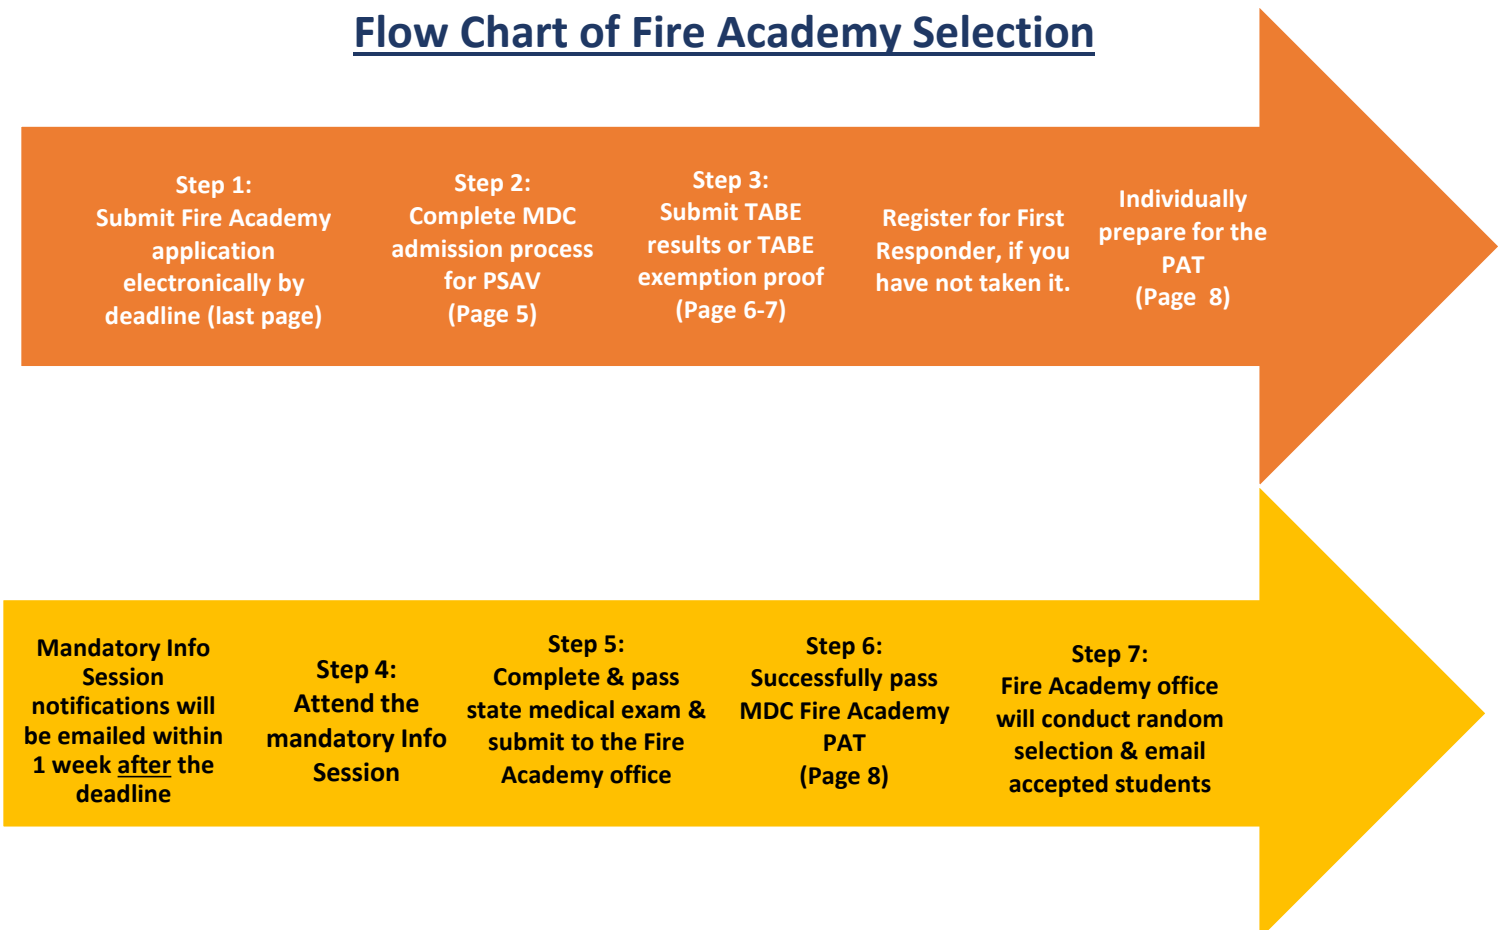 Flow Chart of Fire Academy Selection
Step 1:
Submit Fire Academy
application
electronically by
deadline (last page)
Step 2:
Complete MDC
admission process
for PSAV
(Page 5)
Step 3:
Submit TABE
results or TABE
exemption proof
(Page 6-7)
Register for First
Responder, if you
have not taken it.
Individually
prepare for the
PAT
(Page 8)
Mandatory Info
Session
notifications will
be emailed within
1 week after the
deadline
Step 4:
Attend the
mandatory Info
Session
Step 5:
Complete & pass
state medical exam &
submit to the Fire
Academy office
Step 6:
Successfully pass
MDC Fire Academy
PAT
(Page 8)
Step 7:
Fire Academy office
will conduct random
selection & email
accepted students